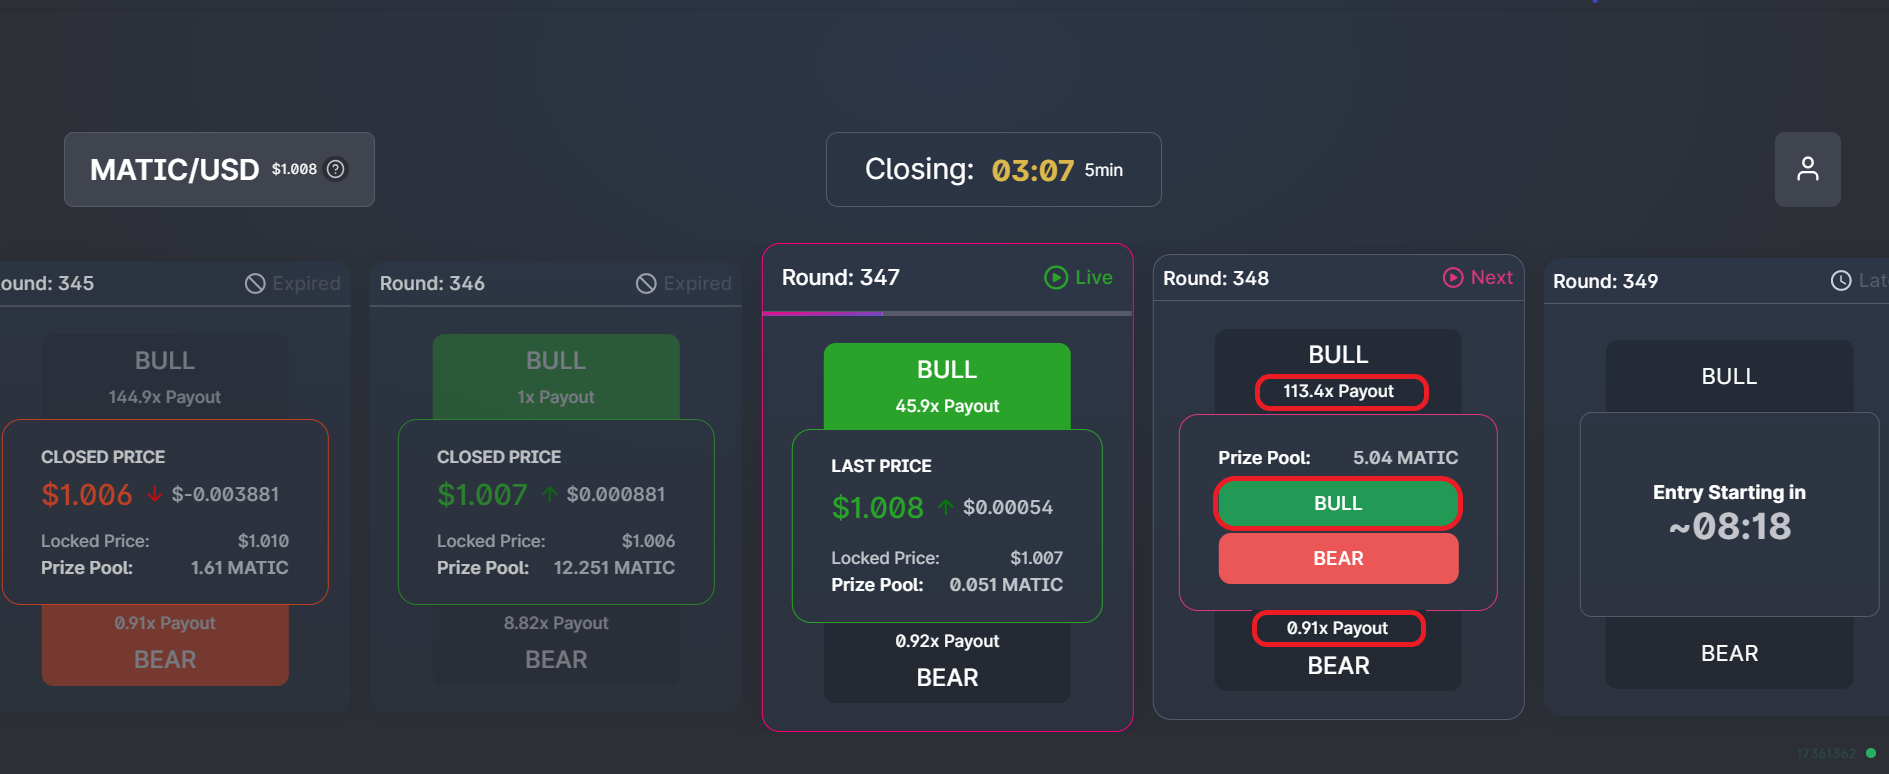 MATIC/USD $1.008 ?
Closing: 03:07 5min
ound: 345 Expired
BULL
144.9x Payout
CLOSED PRICE
$1.006 $-0.003881
Locked Price: $1.010
Prize Pool: 1.61 MATIC
0.91x Payout
BEAR
Round: 346 Expired
BULL
1x Payout
CLOSED PRICE
$1.007 $0.000881
Locked Price: $1.006
Prize Pool: 12.251 MATIC
8.82x Payout
BEAR
Round: 347 Live
BULL
45.9x Payout
LAST PRICE
$1.008 $0.00054
Locked Price: $1.007
Prize Pool: 0.051 MATIC
0.92x Payout
BEAR
Round: 348 Next
BULL
113.4x Payout
Prize Pool: 5.04 MATIC
BULL
BEAR
0.91x Payout
BEAR
Round: 349 Lat
BULL
Entry Starting in
~08:18
BEAR
17361362